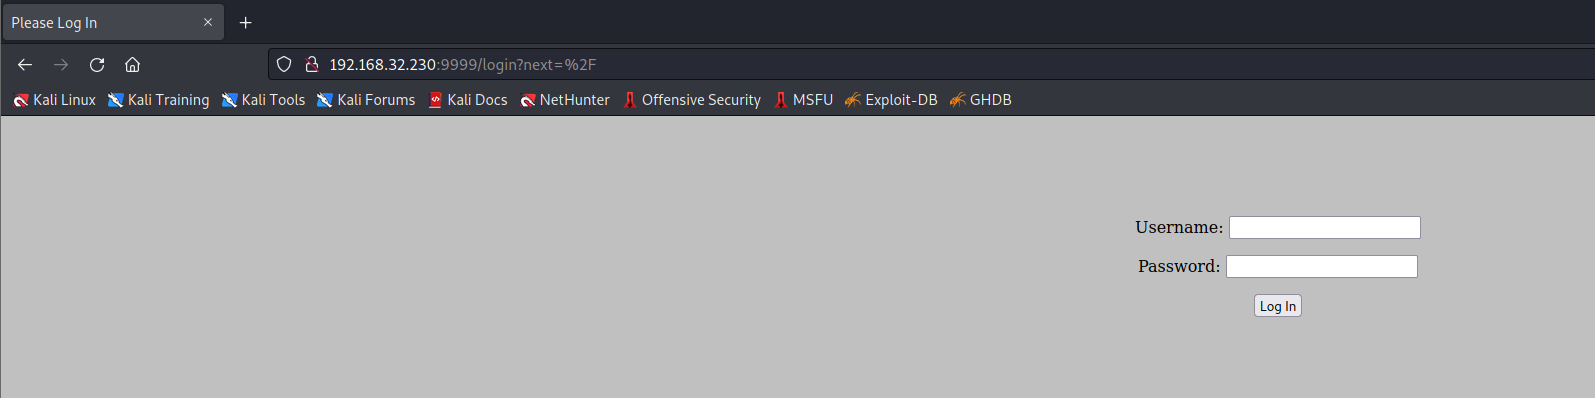 Please Log In
192.168.32.230:9999/login?next=%2F
Kali Linux Kali Training Kali Tools Kali Forums Kali Docs NetHunter Offensive Security MSFU Exploit-DB GHDB
Username:
Password:
Log In